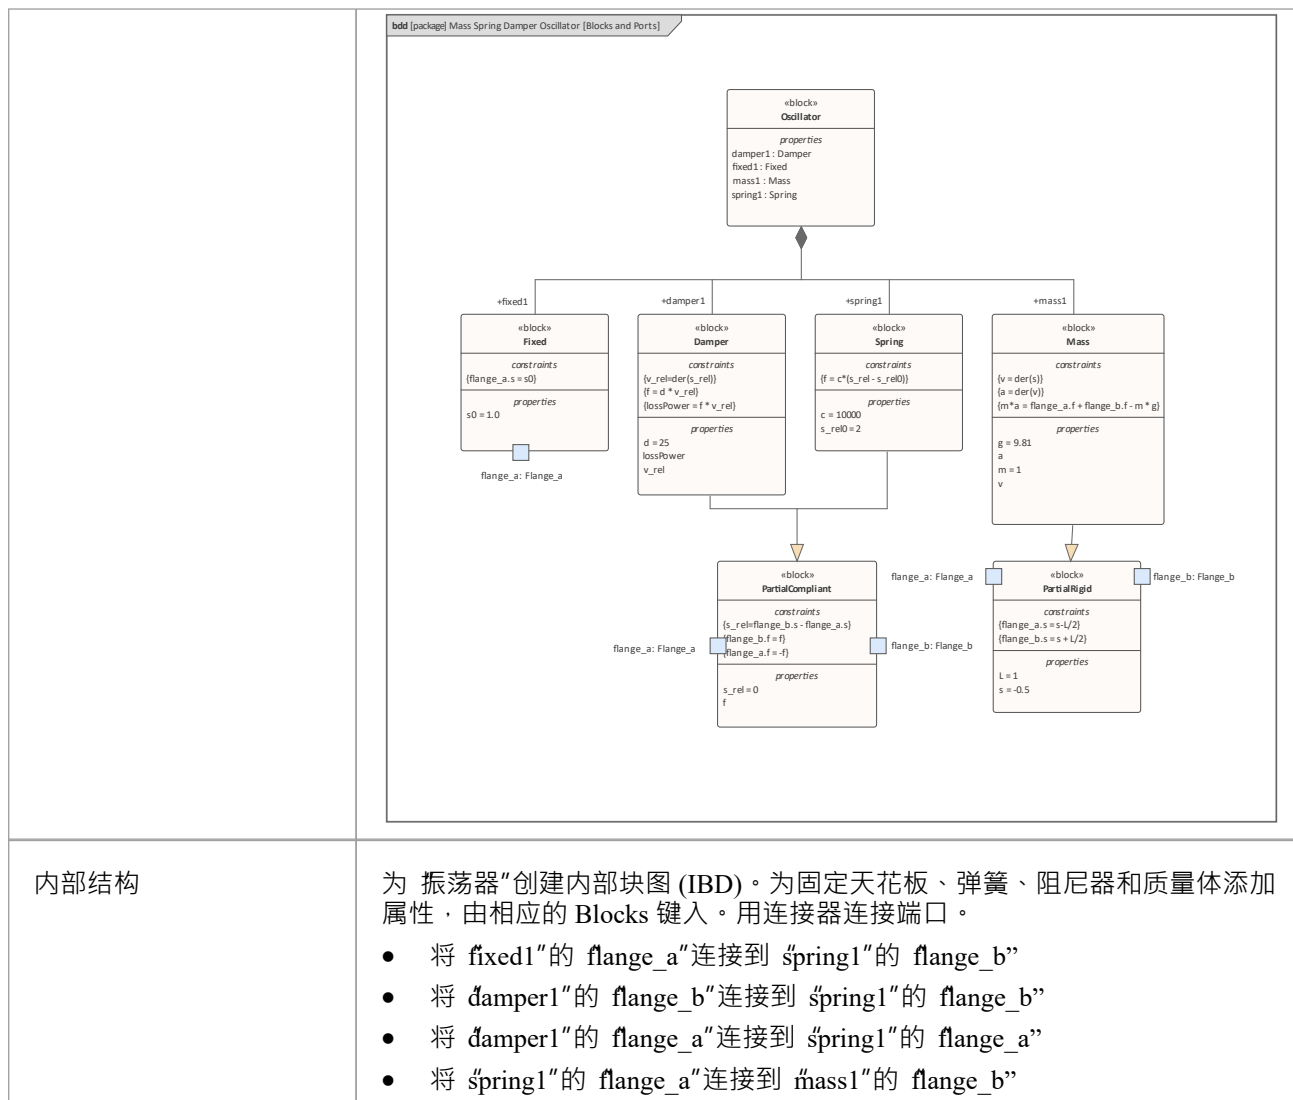 bdd [package] Mass Spring Damper Oscillator [Blocks and Ports]
«block»
Oscillator
properties
damper1 : Damper
fixed1 : Fixed
mass1 : Mass
spring1 : Spring
+fixed1
+damper1
+spring1
+mass1
«block»
Fixed
constraints
{flange_a.s = s0}
properties
s0 = 1.0
flange_a: Flange_a
«block»
Damper
constraints
{v_rel=der(s_rel)}
{f = d * v_rel}
{lossPower = f * v_rel}
properties
d = 25
lossPower
v_rel
«block»
Spring
constraints
{f = c*(s_rel - s_rel0)}
properties
c = 10000
s_rel0 = 2
«block»
Mass
constraints
{v = der(s)}
{a = der(v)}
{m*a = flange_a.f + flange_b.f - m * g}
properties
g = 9.81
a
m = 1
v
«block»
PartialCompliant
constraints
{s_rel=flange_b.s - flange_a.s}
{flange_b.f = f}
{flange_a.f = -f}
properties
s_rel = 0
f
flange_a: Flange_a
flange_b: Flange_b
flange_a: Flange_a
«block»
PartialRigid
constraints
{flange_a.s = s-L/2}
{flange_b.s = s + L/2}
properties
L = 1
s = -0.5
flange_b: Flange_b
内部结构
为 "振荡器"创建内部块图 (IBD)。为固定天花板、弹簧、阻尼器和质量体添加
属性，由相应的 Blocks 键入。用连接器连接端口。
● 将 "fixed1"的 "flange_a"连接到 "spring1"的 "flange_b”
● 将 "damper1"的 "flange_b"连接到 "spring1"的 "flange_b”
● 将 "damper1"的 "flange_a"连接到 "spring1"的 "flange_a”
● 将 "spring1"的 "flange_a"连接到 "mass1"的 "flange_b”